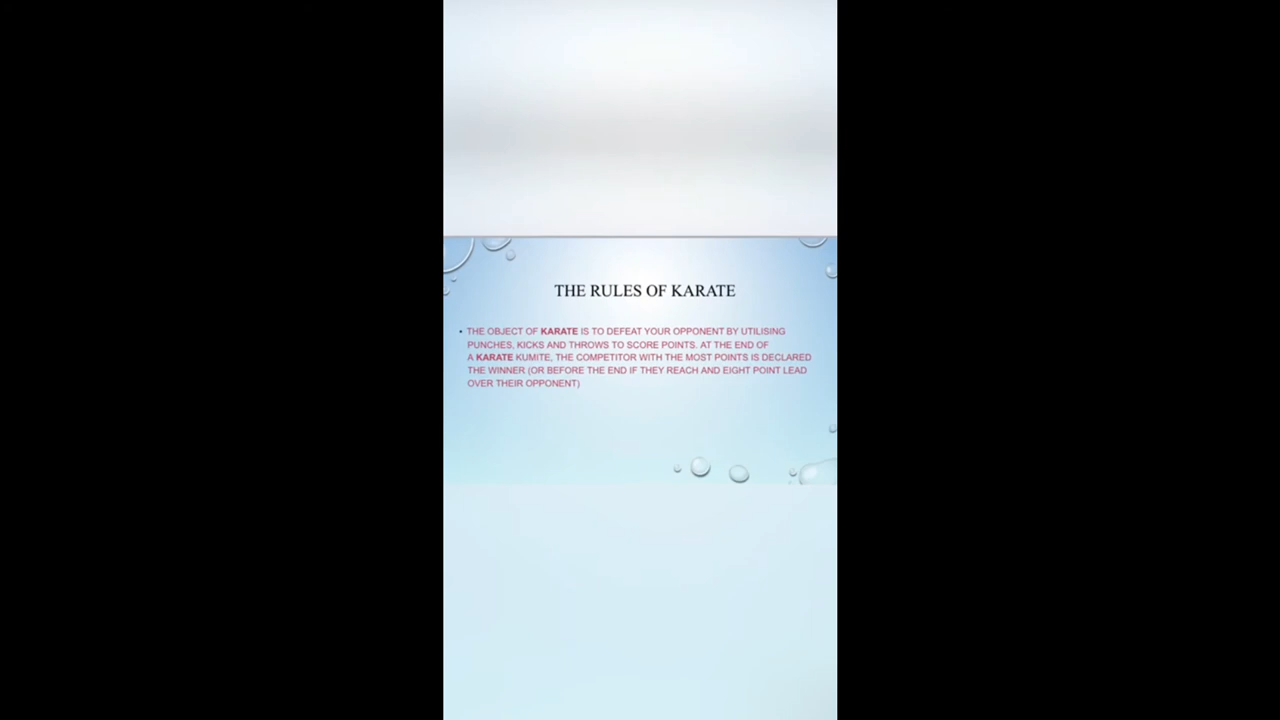 THE RULES OF KARATE
• THE OBJECT OF KARATE IS TO DEFEAT YOUR OPPONENT BY UTILISING
PUNCHES, KICKS AND THROWS TO SCORE POINTS. AT THE END OF
A KARATE KUMITE, THE COMPETITOR WITH THE MOST POINTS IS DECLARED
THE WINNER (OR BEFORE THE END IF THEY REACH AND EIGHT POINT LEAD
OVER THEIR OPPONENT)